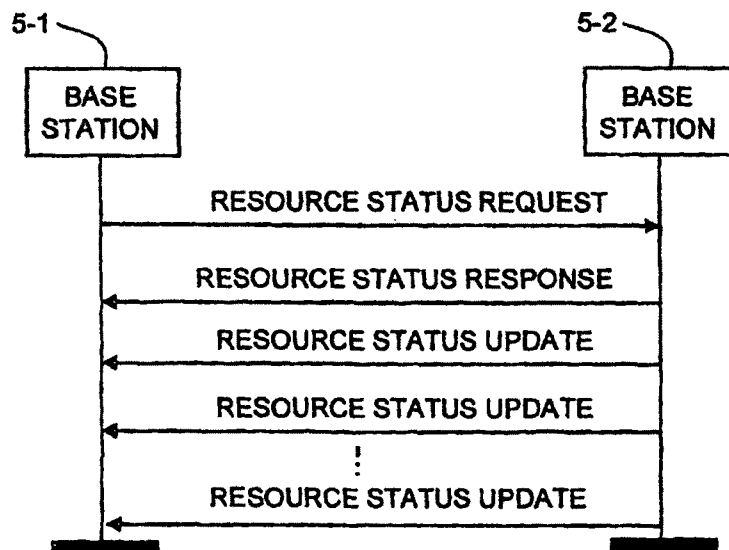 5-1
5-2
BASE
STATION
BASE
STATION
RESOURCE STATUS REQUEST
RESOURCE STATUS RESPONSE
RESOURCE STATUS UPDATE
RESOURCE STATUS UPDATE
RESOURCE STATUS UPDATE